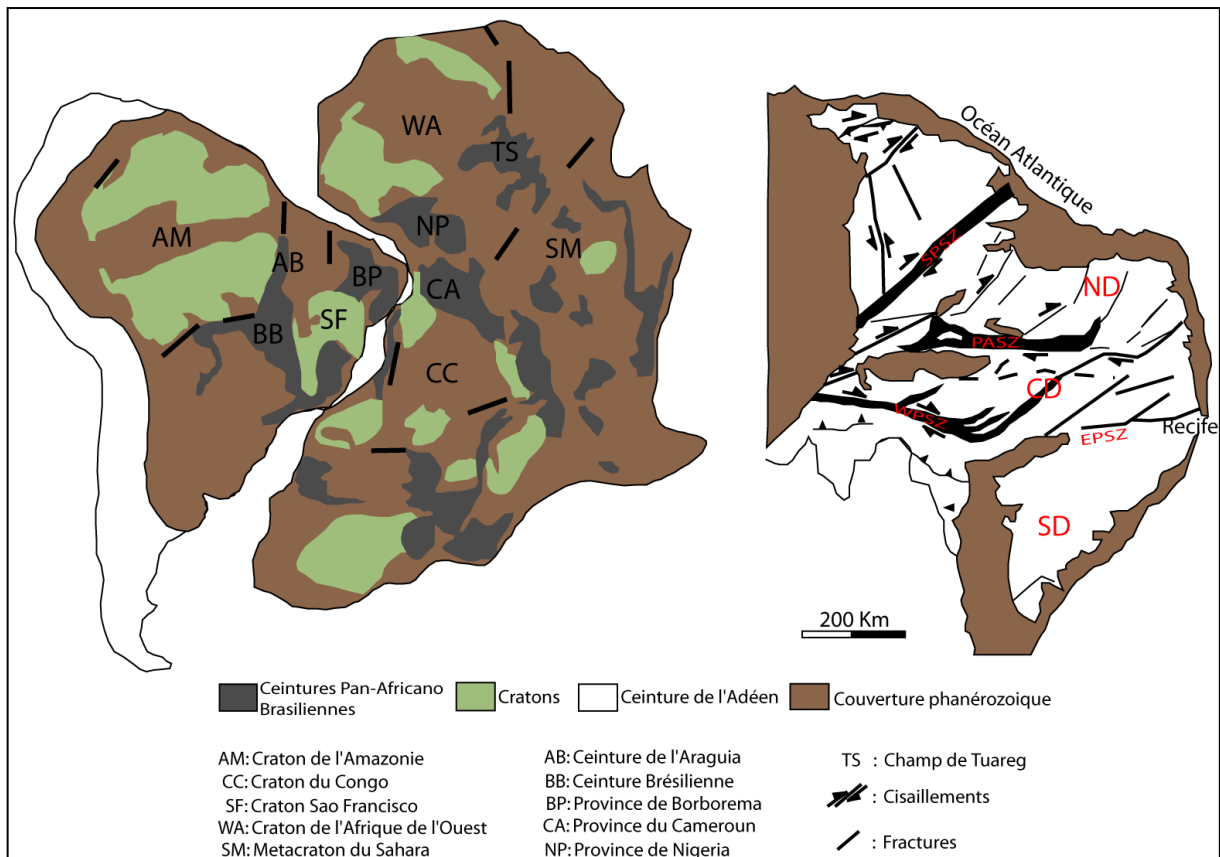 WA
TS
AM
NP
SM
AB
BP
CA
BB
SF
CC
Océan Atlantique
SPSZ
ND
PASZ
CD
WPSZ
EPSZ
Recife
SD
200 Km
Ceintures Pan-Africano
Brasiliennes
Cratons
Ceinture de l'Adéen
Couverture phanérozoique
AM: Craton de l'Amazonie
CC: Craton du Congo
SF: Craton Sao Francisco
WA: Craton de l'Afrique de l'Ouest
SM: Metacraton du Sahara
AB: Ceinture de l'Araguia
BB: Ceinture Brésilienne
BP: Province de Borborema
CA: Province du Cameroun
NP: Province de Nigeria
TS : Champ de Tuareg
: Cisaillements
: Fractures